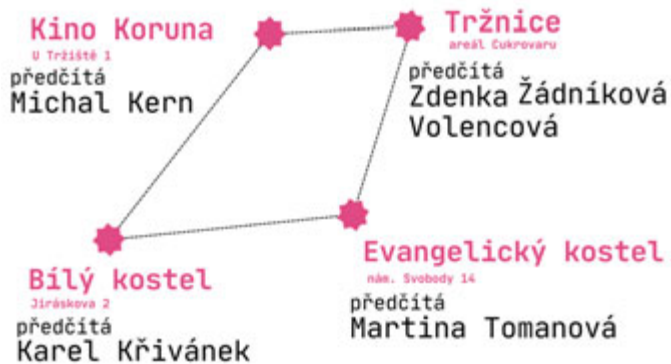 Kino Koruna
U Tržiště 1
předčítá
Michal Kern
Tržnice
areál Cukrovaru
předčítá
Zdenka Žádníková
Volencová
Bílý kostel
Jiráskova 2
předčítá
Karel Křivánek
Evangelický kostel
nám. Svobody 14
předčítá
Martina Tomanová